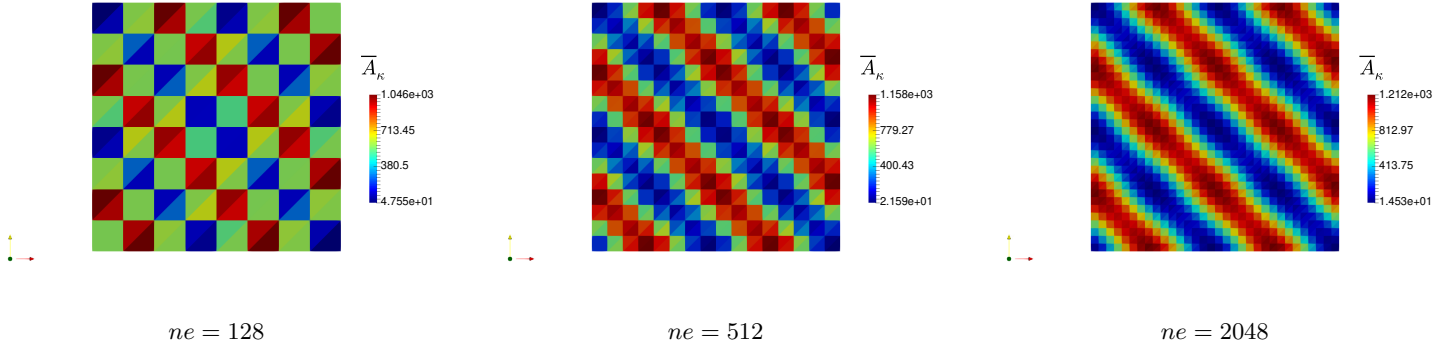 A̅_κ
1.046e+03
713.45
380.5
4.755e+01
ne = 128
A̅_κ
1.158e+03
779.27
400.43
2.159e+01
ne = 512
A̅_κ
1.212e+03
812.97
413.75
1.453e+01
ne = 2048